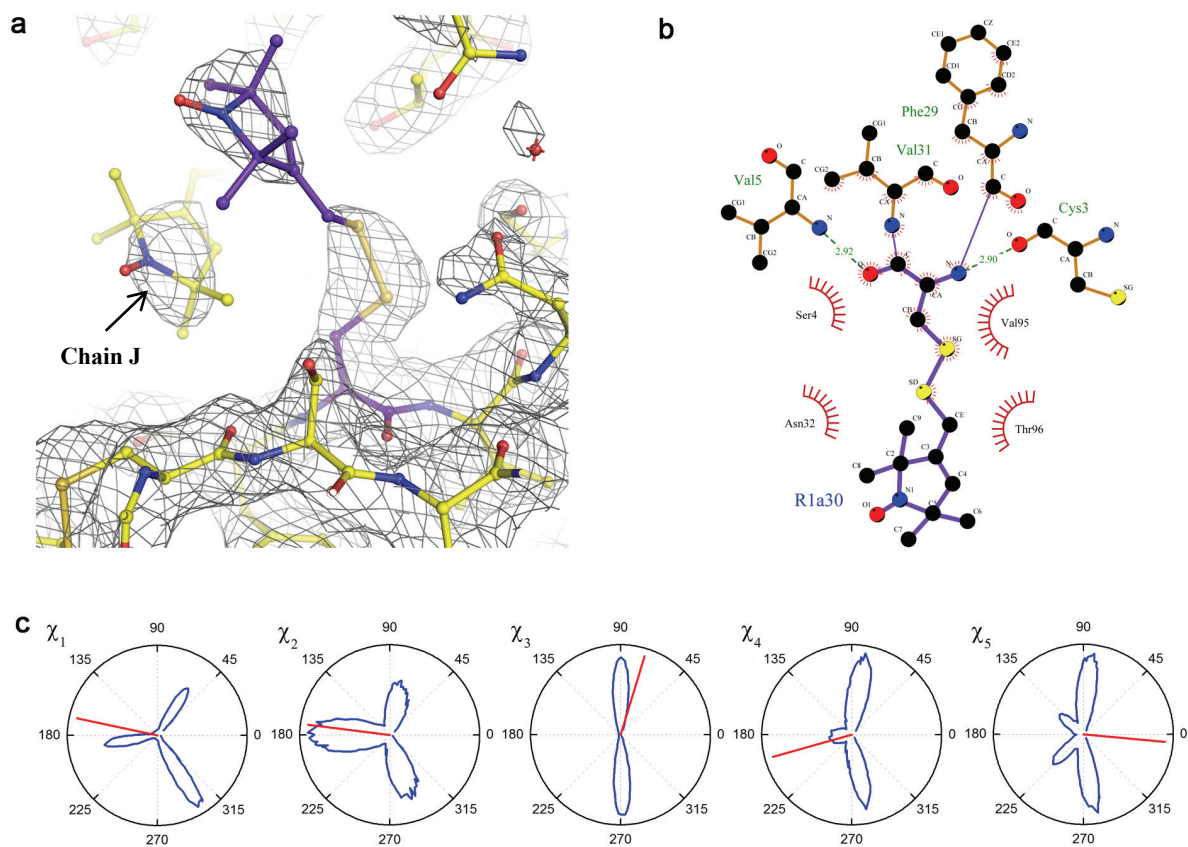 a
Chain J
b
CZ
CE1
CE2
CD1
CD2
CG
Phe29
CB
N
CG1
Val31
CA
O
C
CB
C
C
Val5
CG2
O
O
CA
CG1
CA
Cys3
N
N
C
O
N
CB
2.92
2.90
CA
C
N
CG2
O
CB
CA
SG
CB
Ser4
Val95
SG
SD
Asn32
Thr96
C9
CE
C2
C3
C8
C4
N1
R1a30
O1
C5
C6
C7
c
χ1 90 χ2 90 χ3 90 χ4 90 χ5 90
135 45 135 45 135 45 135 45 135 45
180 0 180 0 180 0 180 0 180 0
225 315 225 315 225 315 225 315 225 315
270 270 270 270 270